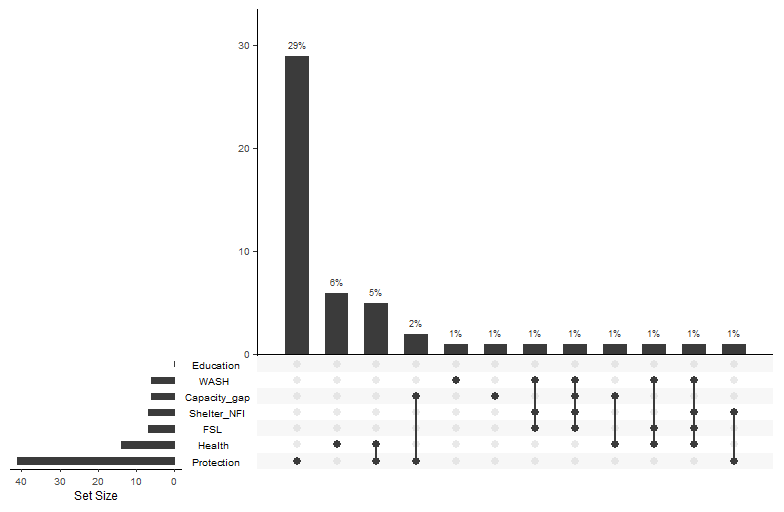 30
20
10
0
29%
6%
5%
2%
1%
1%
1%
1%
1%
1%
1%
1%
Education
WASH
Capacity_gap
Shelter_NFI
FSL
Health
Protection
40 30 20 10 0
Set Size